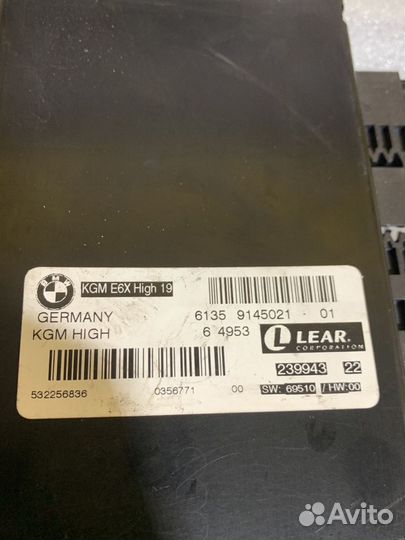 BMW
KGM E6X High 19
GERMANY
6135 9145021 - 01
KGM HIGH
6 4953
LEAR
CORPORATION
239943 22
532256836
0356771
00
SW: 69510 / HW:00
Avito